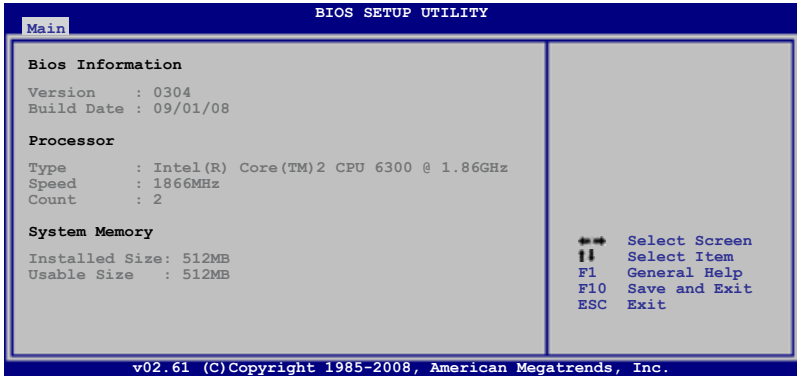 BIOS SETUP UTILITY
Main
Bios Information
Version : 0304
Build Date : 09/01/08
Processor
Type : Intel(R) Core(TM)2 CPU 6300 @ 1.86GHz
Speed : 1866MHz
Count : 2
System Memory
Installed Size: 512MB
Usable Size : 512MB
←→ Select Screen
↑↓ Select Item
F1 General Help
F10 Save and Exit
ESC Exit
v02.61 (C)Copyright 1985-2008, American Megatrends, Inc.